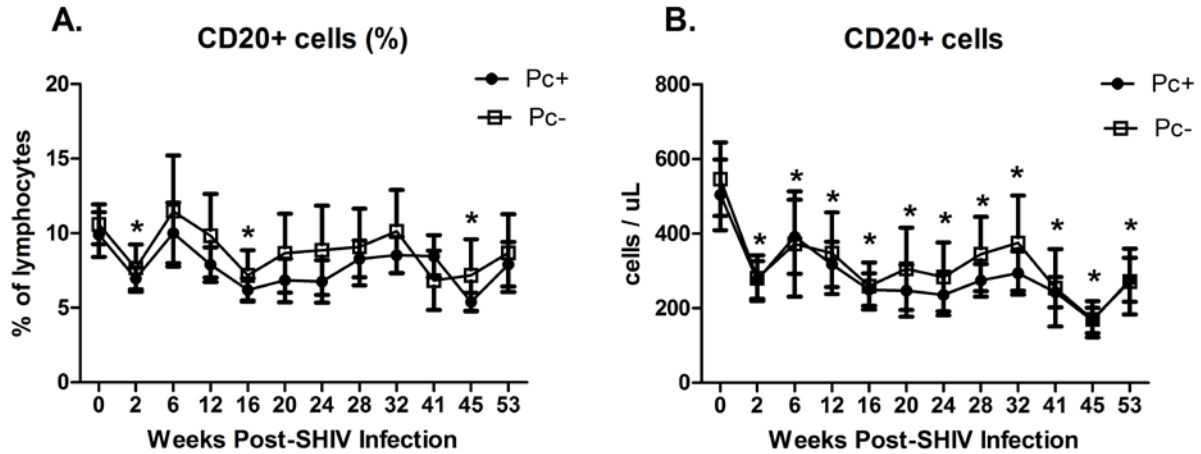 A.
CD20+ cells (%)
Pc+
Pc-
% of lymphocytes
20
15
10
5
0
* * *
0 2 6 12 16 20 24 28 32 41 45 53
Weeks Post-SHIV Infection
B.
CD20+ cells
Pc+
Pc-
cells / uL
800
600
400
200
0
* * * * * * * * * * *
0 2 6 12 16 20 24 28 32 41 45 53
Weeks Post-SHIV Infection